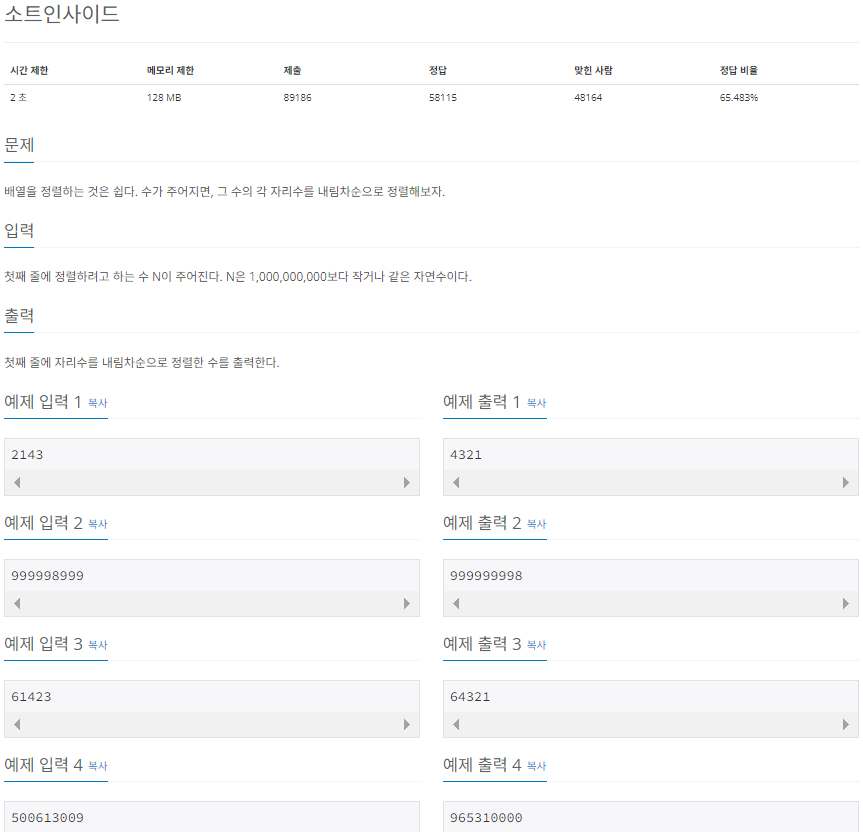 소트인사이드
시간 제한 메모리 제한 제출 정답 맞힌 사람 정답 비율
2 초 128 MB 89186 58115 48164 65.483%
문제
배열을 정렬하는 것은 쉽다. 수가 주어지면, 그 수의 각 자리수를 내림차순으로 정렬해보자.
입력
첫째 줄에 정렬하려고 하는 수 N이 주어진다. N은 1,000,000,000보다 작거나 같은 자연수이다.
출력
첫째 줄에 자리수를 내림차순으로 정렬한 수를 출력한다.
예제 입력 1 복사 예제 출력 1 복사
2143 4321
예제 입력 2 복사 예제 출력 2 복사
999998999 999999998
예제 입력 3 복사 예제 출력 3 복사
61423 64321
예제 입력 4 복사 예제 출력 4 복사
500613009 965310000